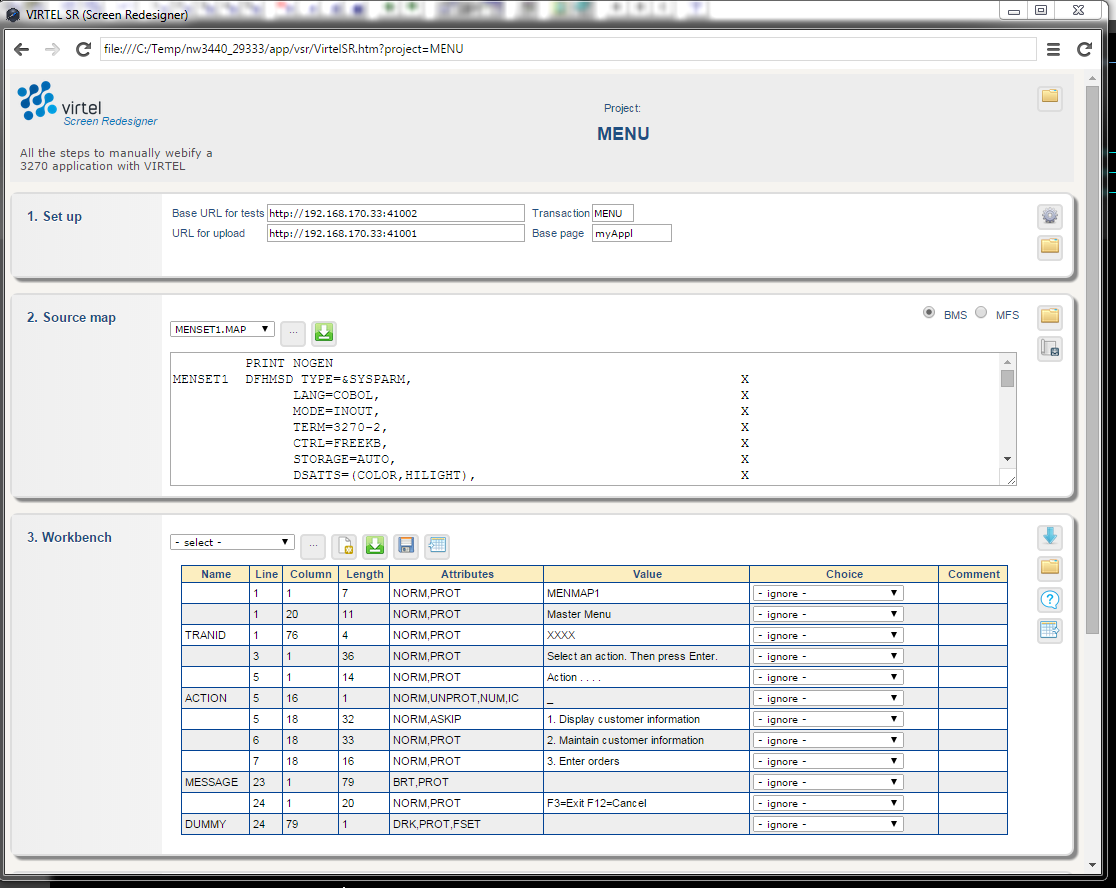 VIRTEL SR (Screen Redesigner)
file:///C:/Temp/nw3440_29333/app/vsr/VirtelSR.htm?project=MENU
virtel
Screen Redesigner
All the steps to manually webify a
3270 application with VIRTEL
Project:
MENU
1. Set up
Base URL for tests http://192.168.170.33:41002 Transaction MENU
URL for upload http://192.168.170.33:41001 Base page myAppl
2. Source map
BMS MFS
MENSET1.MAP ...
PRINT NOGEN
MENSET1 DFHMSD TYPE=&SYSPARM, X
LANG=COBOL, X
MODE=INOUT, X
TERM=3270-2, X
CTRL=FREEKB, X
STORAGE=AUTO, X
DSATTS=(COLOR,HILIGHT), X
3. Workbench
- select - ...
Name Line Column Length Attributes Value Choice Comment
1 1 7 NORM,PROT MENMAP1 - ignore -
1 20 11 NORM,PROT Master Menu - ignore -
TRANID 1 76 4 NORM,PROT XXXX - ignore -
3 1 36 NORM,PROT Select an action. Then press Enter. - ignore -
5 1 14 NORM,PROT Action . . . . - ignore -
ACTION 5 16 1 NORM,UNPROT,NUM,IC _ - ignore -
5 18 32 NORM,ASKIP 1. Display customer information - ignore -
6 18 33 NORM,PROT 2. Maintain customer information - ignore -
7 18 16 NORM,PROT 3. Enter orders - ignore -
MESSAGE 23 1 79 BRT,PROT - ignore -
24 1 20 NORM,PROT F3=Exit F12=Cancel - ignore -
DUMMY 24 79 1 DRK,PROT,FSET - ignore -